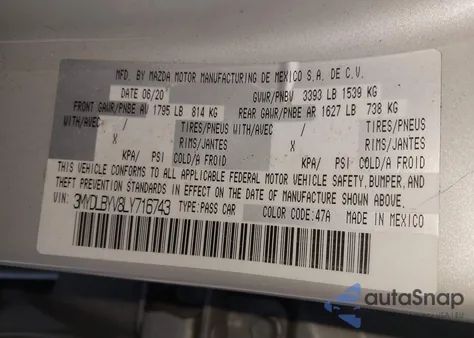 MFD. BY MAZDA MOTOR MANUFACTURING DE MEXICO S.A. DE C.V.
DATE 06/20 GVWR/PNBV 3393 LB 1539 KG
FRONT GAWR/PNBE AV 1795 LB 814 KG REAR GAWR/PNBE AR 1627 LB 738 KG
WITH/AVEC / TIRES/PNEUS WITH/AVEC / TIRES/PNEUS
X RIMS/JANTES X RIMS/JANTES
KPA/ PSI COLD/A FROID KPA/ PSI COLD/A FROID
THIS VEHICLE CONFORMS TO ALL APPLICABLE FEDERAL MOTOR VEHICLE SAFETY, BUMPER, AND
THEFT PREVENTION STANDARDS IN EFFECT ON THE DATE OF MANUFACTURE SHOWN ABOVE.
VIN: 3MYDLBYV8LY716743 TYPE: PASS CAR COLOR CODE: 47A MADE IN MEXICO
autoSnap